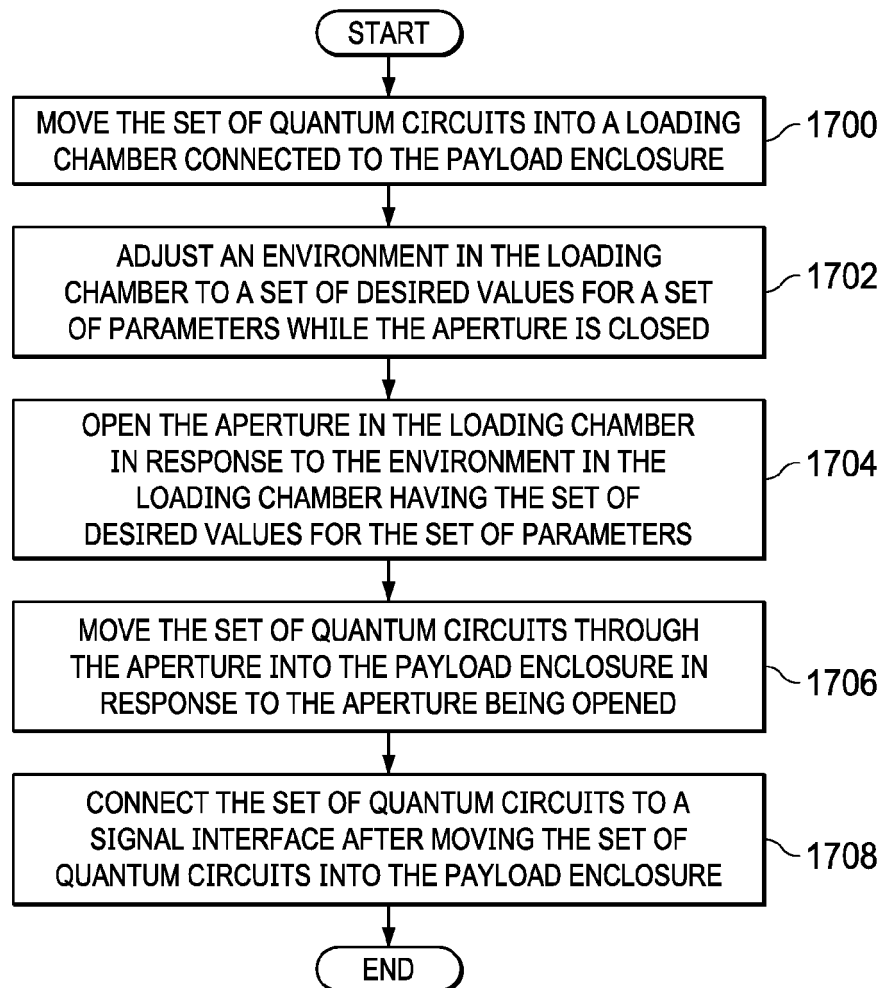 START
MOVE THE SET OF QUANTUM CIRCUITS INTO A LOADING
CHAMBER CONNECTED TO THE PAYLOAD ENCLOSURE
1700
ADJUST AN ENVIRONMENT IN THE LOADING
CHAMBER TO A SET OF DESIRED VALUES FOR A SET
OF PARAMETERS WHILE THE APERTURE IS CLOSED
1702
OPEN THE APERTURE IN THE LOADING CHAMBER
IN RESPONSE TO THE ENVIRONMENT IN THE
LOADING CHAMBER HAVING THE SET OF
DESIRED VALUES FOR THE SET OF PARAMETERS
1704
MOVE THE SET OF QUANTUM CIRCUITS THROUGH
THE APERTURE INTO THE PAYLOAD ENCLOSURE IN
RESPONSE TO THE APERTURE BEING OPENED
1706
CONNECT THE SET OF QUANTUM CIRCUITS TO A
SIGNAL INTERFACE AFTER MOVING THE SET OF
QUANTUM CIRCUITS INTO THE PAYLOAD ENCLOSURE
1708
END